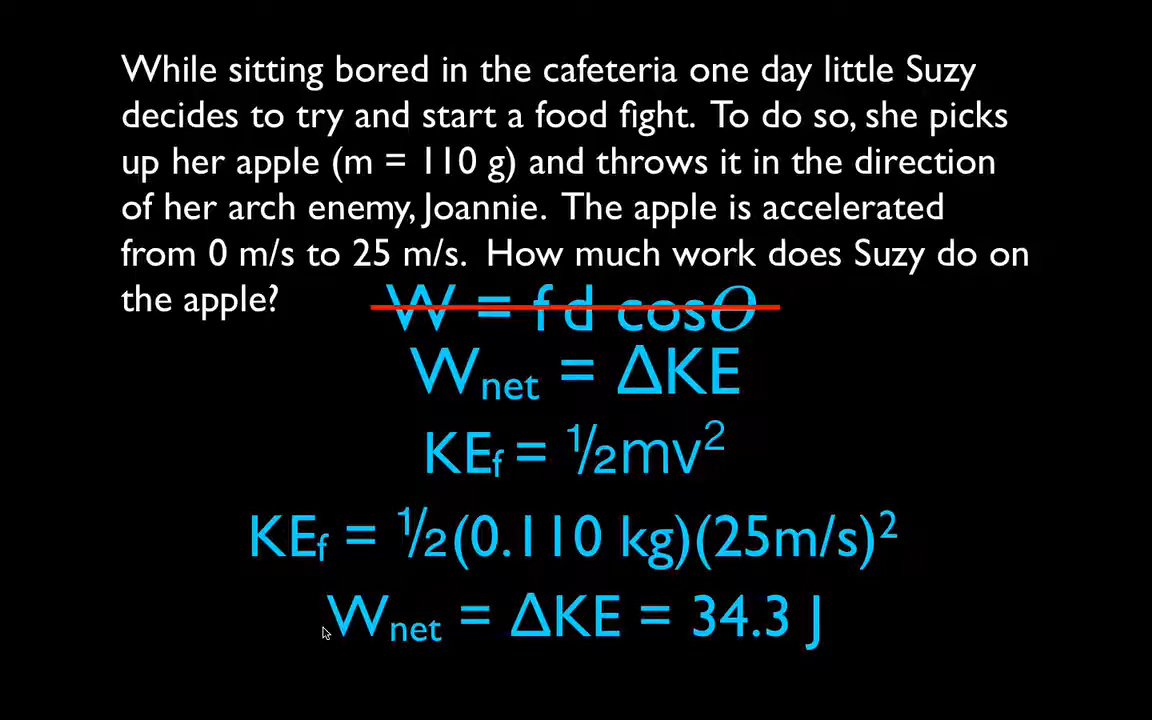 While sitting bored in the cafeteria one day little Suzy
decides to try and start a food fight.  To do so, she picks
up her apple (m = 110 g) and throws it in the direction
of her arch enemy, Joannie.  The apple is accelerated
from 0 m/s to 25 m/s.  How much work does Suzy do on
the apple?
W = f d cosO
Wnet = ΔKE
KEf = ½mv²
KEf = ½(0.110 kg)(25m/s)²
Wnet = ΔKE = 34.3 J